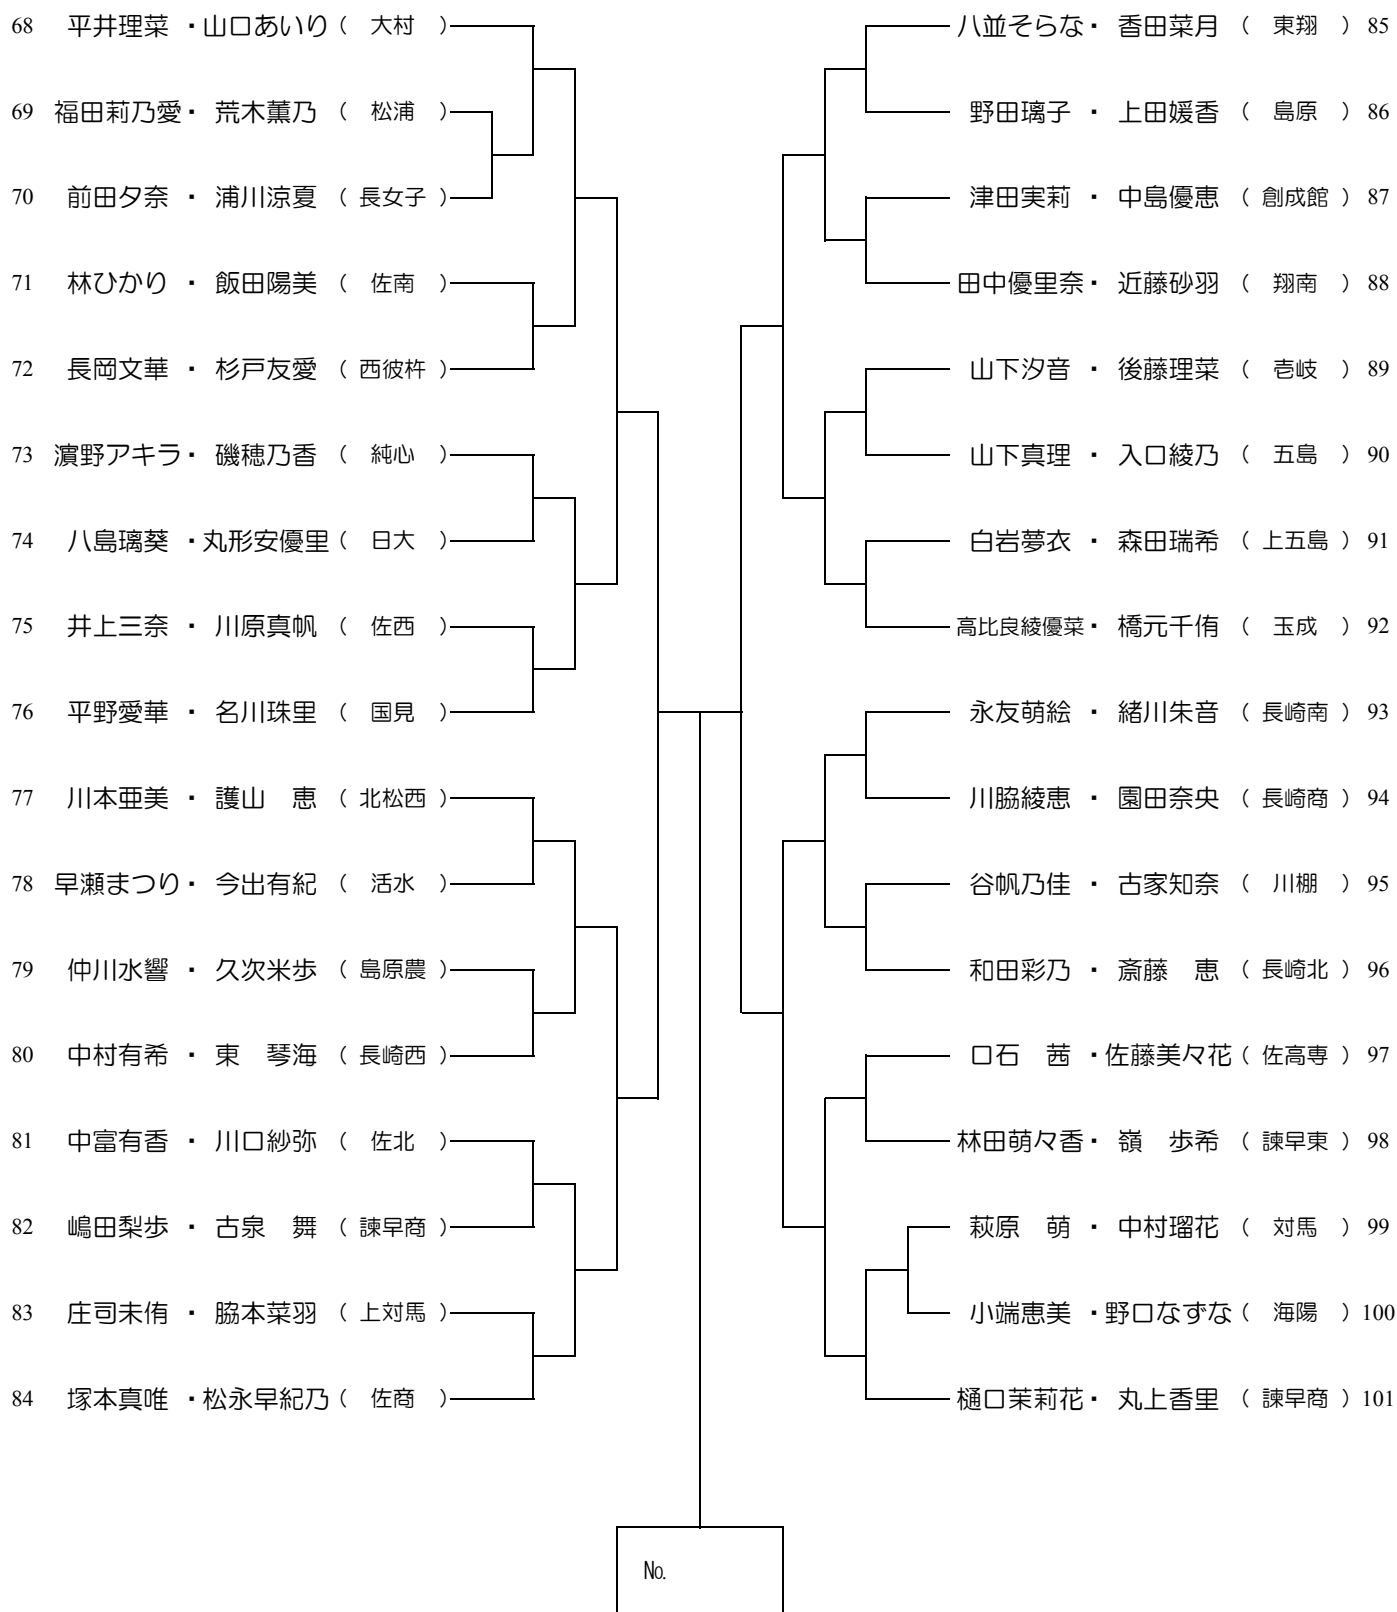 68 平井理菜 ・山口あいり（ 大村 ）
69 福田莉乃愛・ 荒木薫乃 （ 松浦 ）
70 前田夕奈 ・ 浦川涼夏 （ 長女子 ）
71 林ひかり ・ 飯田陽美 （ 佐南 ）
72 長岡文華 ・ 杉戸友愛 （ 西彼杵 ）
73 濵野アキラ・ 磯穂乃香 （ 純心 ）
74 八島璃葵 ・丸形安優里（ 日大 ）
75 井上三奈 ・ 川原真帆 （ 佐西 ）
76 平野愛華 ・ 名川珠里 （ 国見 ）
77 川本亜美 ・ 護山　恵 （ 北松西 ）
78 早瀬まつり・ 今出有紀 （ 活水 ）
79 仲川水響 ・ 久次米歩 （ 島原農 ）
80 中村有希 ・ 東　琴海 （ 長崎西 ）
81 中富有香 ・ 川口紗弥 （ 佐北 ）
82 嶋田梨歩 ・ 古泉　舞 （ 諫早商 ）
83 庄司未侑 ・ 脇本菜羽 （ 上対馬 ）
84 塚本真唯 ・松永早紀乃（ 佐商 ）
八並そらな・ 香田菜月 （ 東翔 ） 85
野田璃子 ・ 上田媛香 （ 島原 ） 86
津田実莉 ・ 中島優恵 （ 創成館 ） 87
田中優里奈・ 近藤砂羽 （ 翔南 ） 88
山下汐音 ・ 後藤理菜 （ 壱岐 ） 89
山下真理 ・ 入口綾乃 （ 五島 ） 90
白岩夢衣 ・ 森田瑞希 （ 上五島 ） 91
高比良綾優菜・ 橋元千侑 （ 玉成 ） 92
永友萌絵 ・ 緒川朱音 （ 長崎南 ） 93
川脇綾恵 ・ 園田奈央 （ 長崎商 ） 94
谷帆乃佳 ・ 古家知奈 （ 川棚 ） 95
和田彩乃 ・ 斎藤　恵 （ 長崎北 ） 96
口石　茜 ・佐藤美々花（ 佐高専 ） 97
林田萌々香・ 嶺　歩希 （ 諫早東 ） 98
萩原　萌 ・ 中村瑠花 （ 対馬 ） 99
小端恵美 ・野口なずな（ 海陽 ） 100
樋口茉莉花・ 丸上香里 （ 諫早商 ） 101
No.